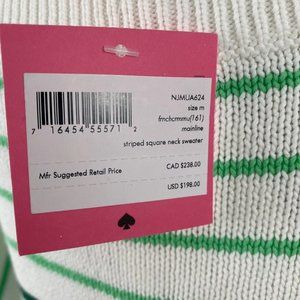 NJMUA624
size m
frnchcrmmu(161)
mainline
7 16454 55571 2
striped square neck sweater
Mfr Suggested Retail Price
CAD $238.00
USD $198.00